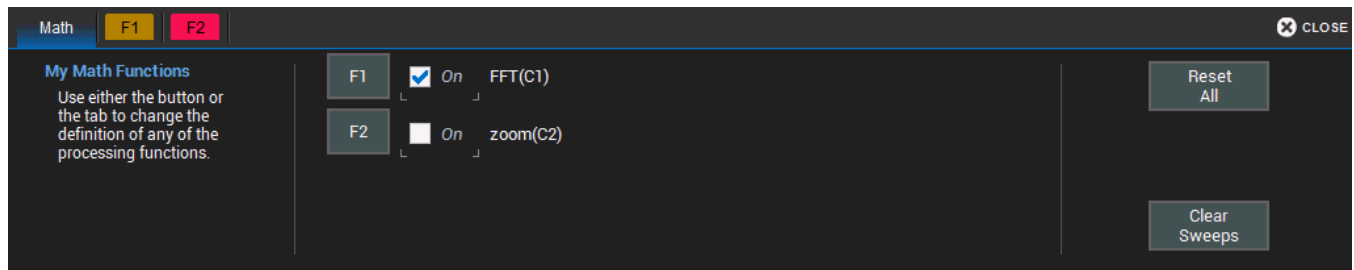 Math F1 F2 CLOSE
My Math Functions
Use either the button or
the tab to change the
definition of any of the
processing functions.
F1 On FFT(C1)
F2 On zoom(C2)
Reset
All
Clear
Sweeps